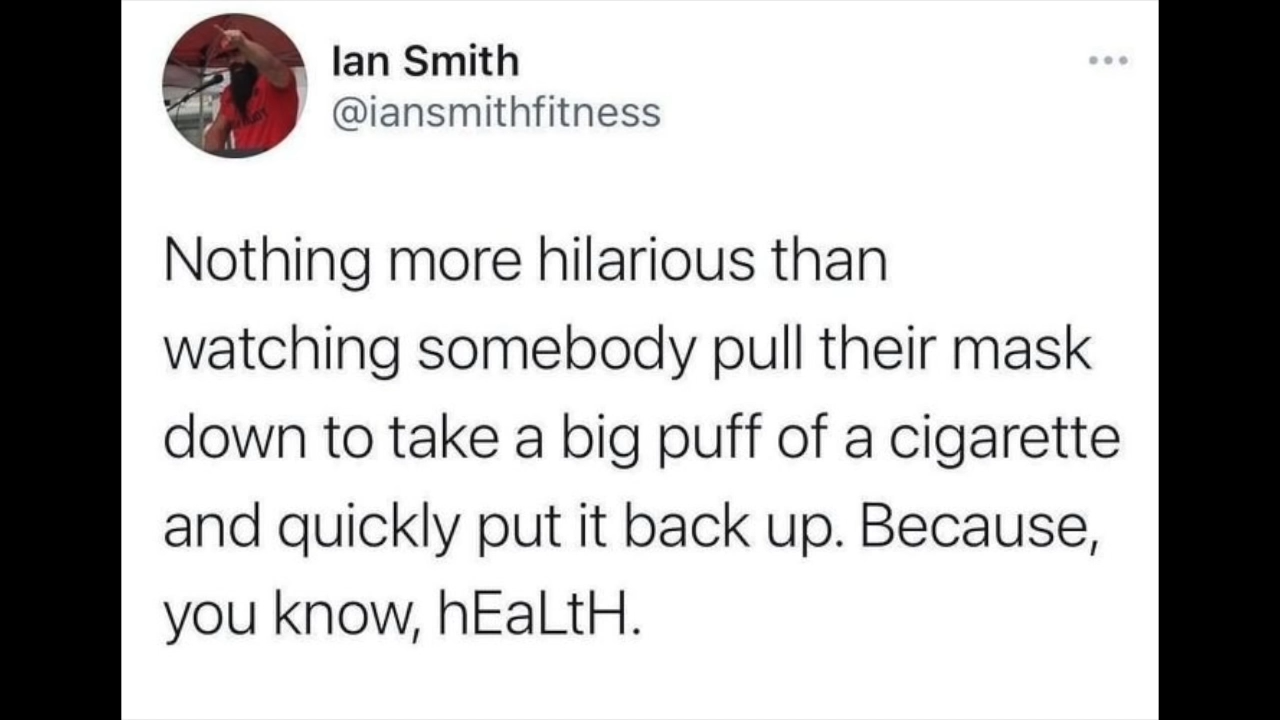 Ian Smith
@iansmithfitness
Nothing more hilarious than
watching somebody pull their mask
down to take a big puff of a cigarette
and quickly put it back up. Because,
you know, hEaLtH.